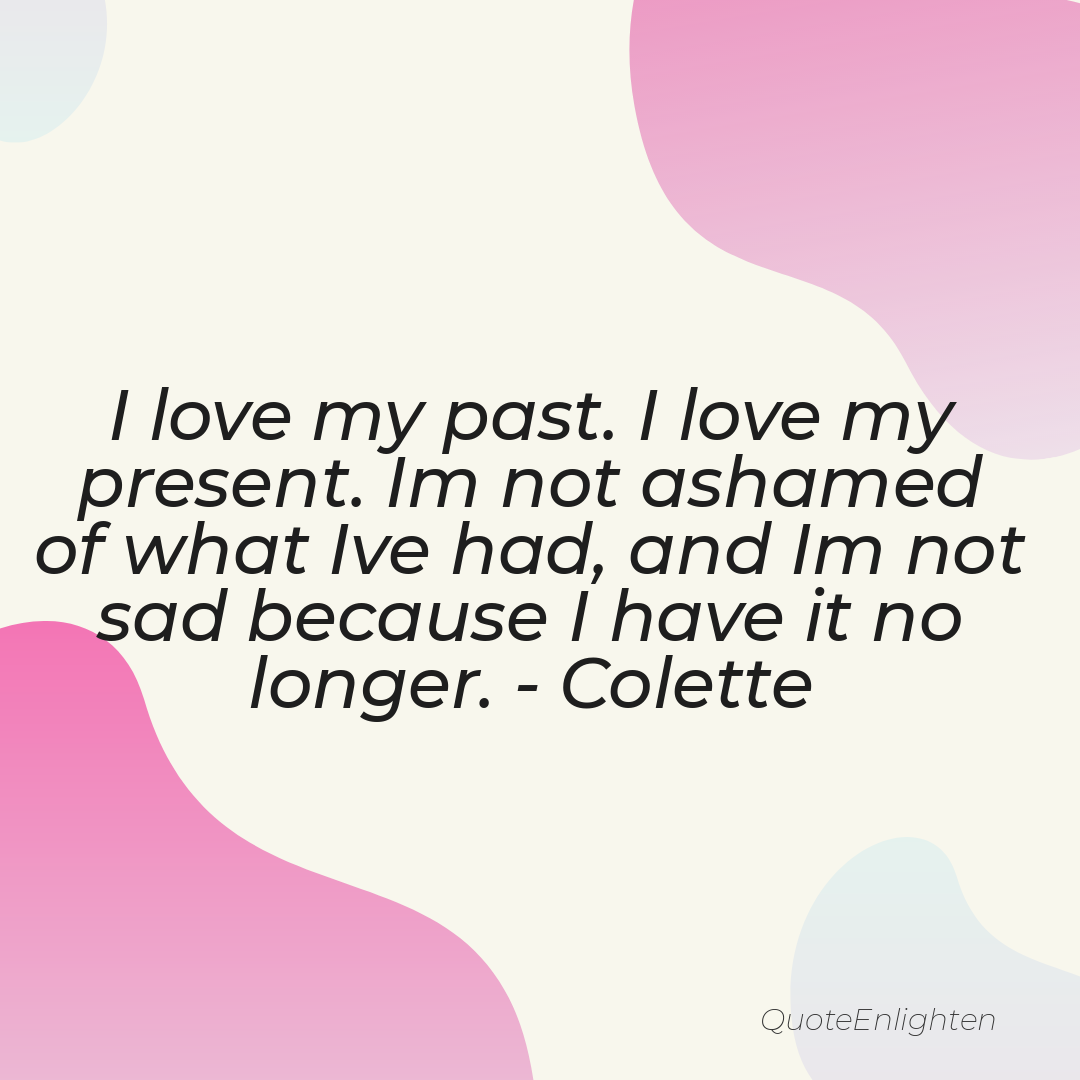 I love my past. I love my
present. Im not ashamed
of what Ive had, and Im not
sad because I have it no
longer. - Colette
QuoteEnlighten